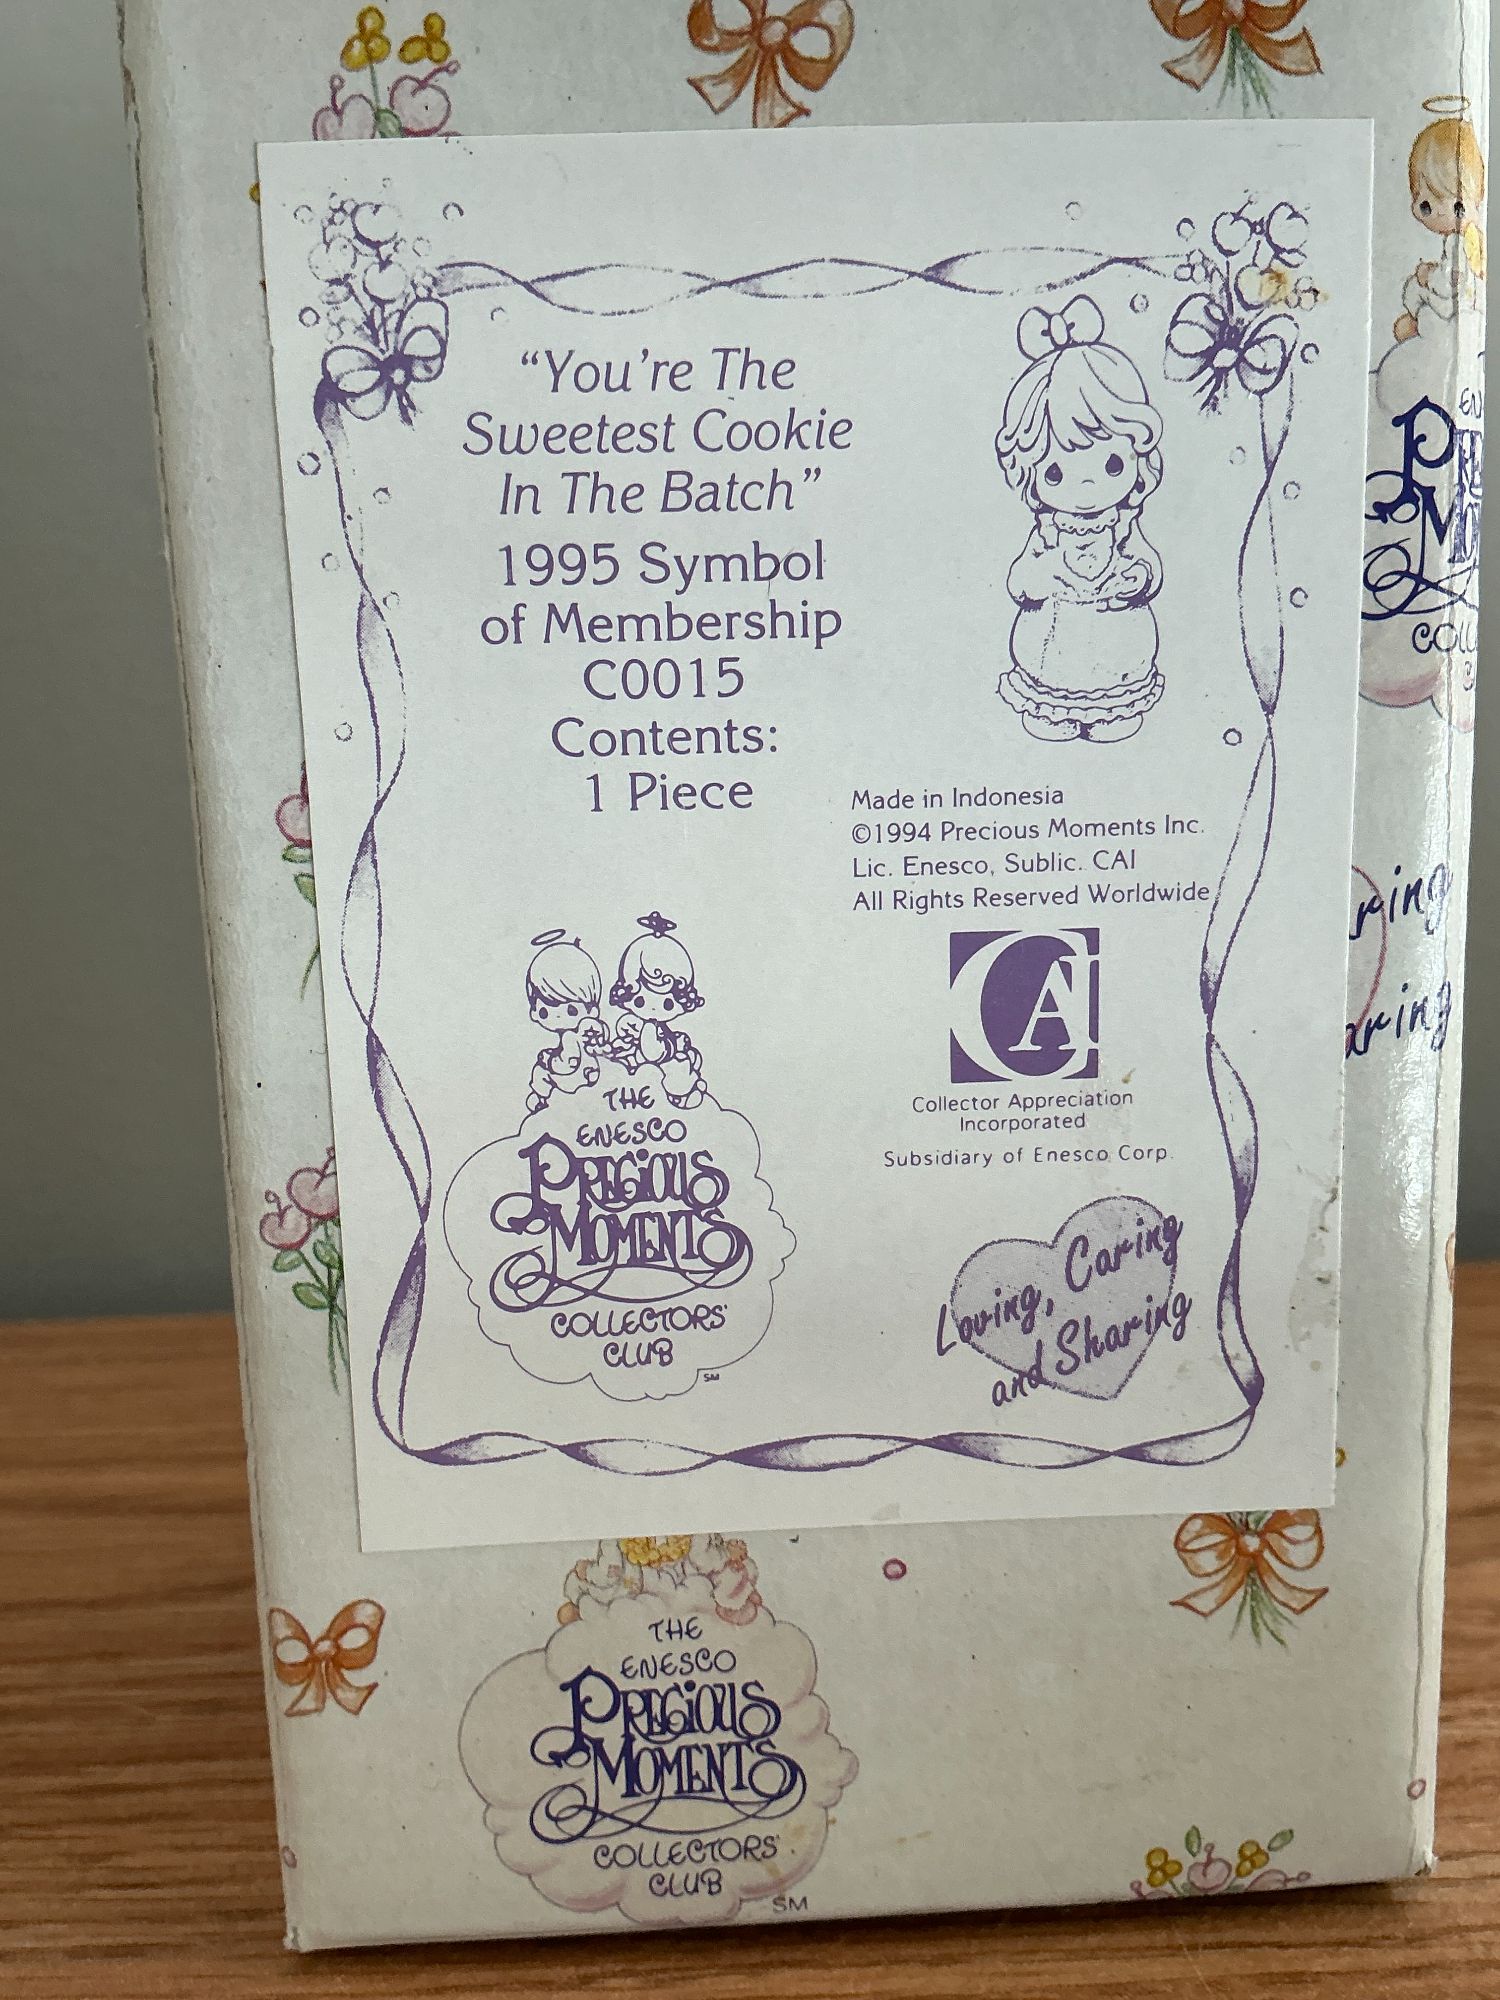 “You’re The
Sweetest Cookie
In The Batch”
1995 Symbol
of Membership
C0015
Contents:
1 Piece
Made in Indonesia
©1994 Precious Moments Inc.
Lic. Enesco, Sublic. CAI
All Rights Reserved Worldwide
CAI
Collector Appreciation
Incorporated
Subsidiary of Enesco Corp.
THE
ENESCO
PRECIOUS
MOMENTS
COLLECTORS'
CLUB
SM
Loving, Caring
and Sharing
THE
ENESCO
PRECIOUS
MOMENTS
COLLECTORS'
CLUB
SM